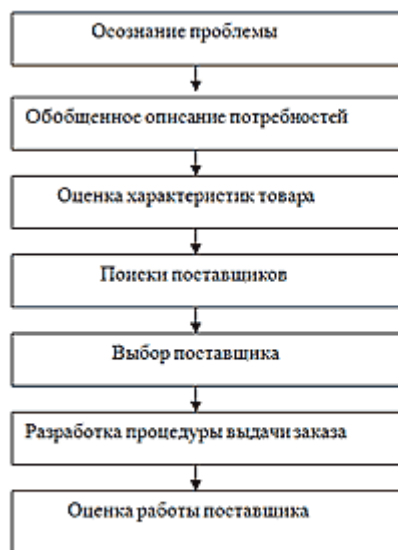 Осознание проблемы
Обобщенное описание потребностей
Оценка характеристик товара
Поиски поставщиков
Выбор поставщика
Разработка процедуры выдачи заказа
Оценка работы поставщика